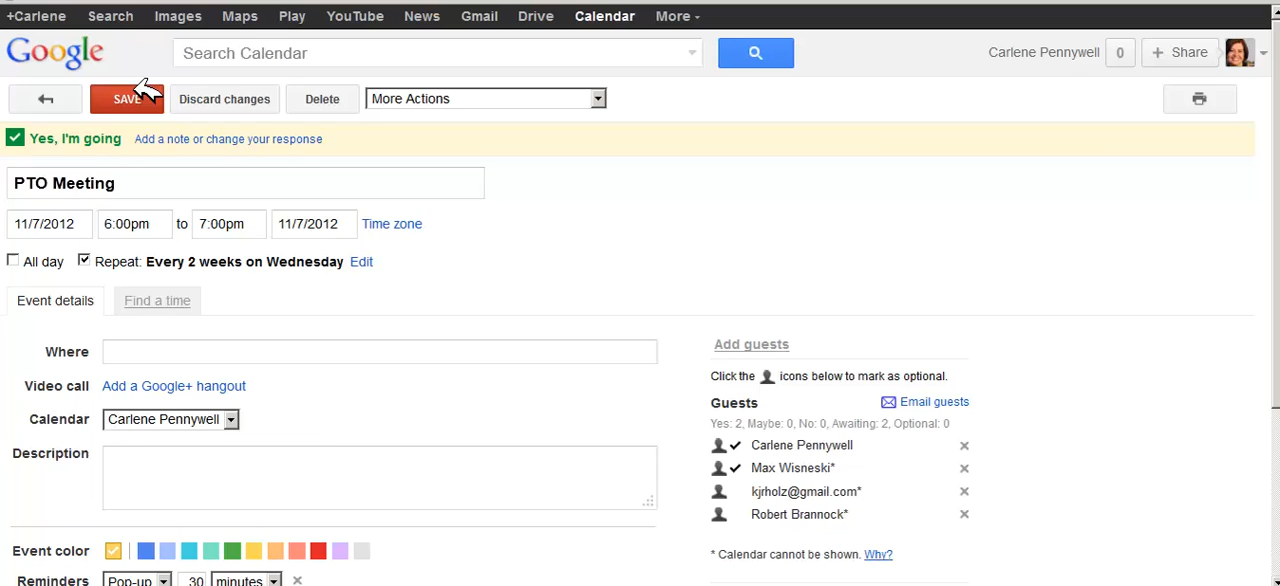 +Carlene Search Images Maps Play YouTube News Gmail Drive Calendar More
Google Search Calendar Carlene Pennywell 0 + Share
SAVE Discard changes Delete More Actions
Yes, I'm going Add a note or change your response
PTO Meeting
11/7/2012 6:00pm to 7:00pm 11/7/2012 Time zone
All day Repeat: Every 2 weeks on Wednesday Edit
Event details Find a time
Where
Video call Add a Google+ hangout
Calendar Carlene Pennywell
Description
Event color
Reminders Pop-up 30 minutes
Add guests
Click the icons below to mark as optional.
Guests Email guests
Yes: 2, Maybe: 0, No: 0, Awaiting: 2, Optional: 0
Carlene Pennywell
Max Wisneski*
kjrholz@gmail.com*
Robert Brannock*
* Calendar cannot be shown. Why?